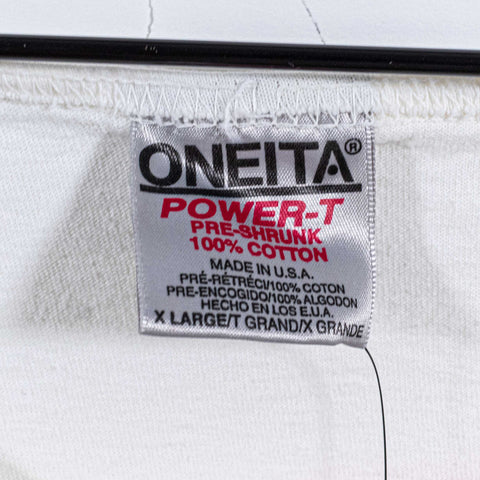 ONEITA®
POWER-T
PRE-SHRUNK
100% COTTON
MADE IN U.S.A.
PRÉ-RÉTRÉCI/100% COTON
PRE-ENCOGIDO/100% ALGODON
HECHO EN LOS E.U.A.
X LARGE/T GRAND/X GRANDE